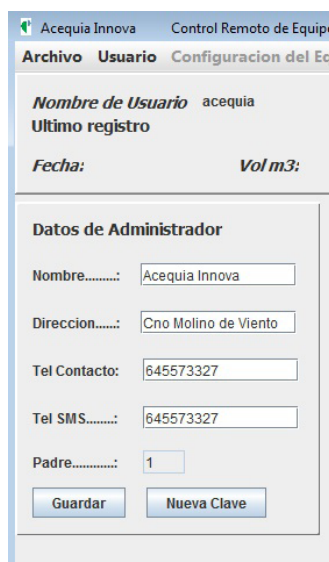 Acequia Innova Control Remoto de Equipo
Archivo Usuario Configuracion del Eq
Nombre de Usuario acequia
Ultimo registro
Fecha: Vol m3:
Datos de Administrador
Nombre.........: Acequia Innova
Direccion......: Cno Molino de Viento
Tel Contacto: 645573327
Tel SMS........: 645573327
Padre............: 1
Guardar Nueva Clave